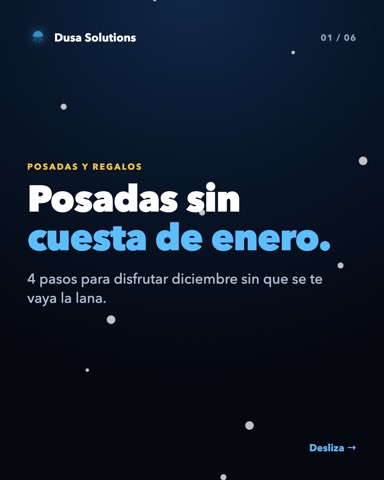 Dusa Solutions
01 / 06
POSADAS Y REGALOS
Posadas sin
cuesta de enero.
4 pasos para disfrutar diciembre sin que se te
vaya la lana.
Desliza →